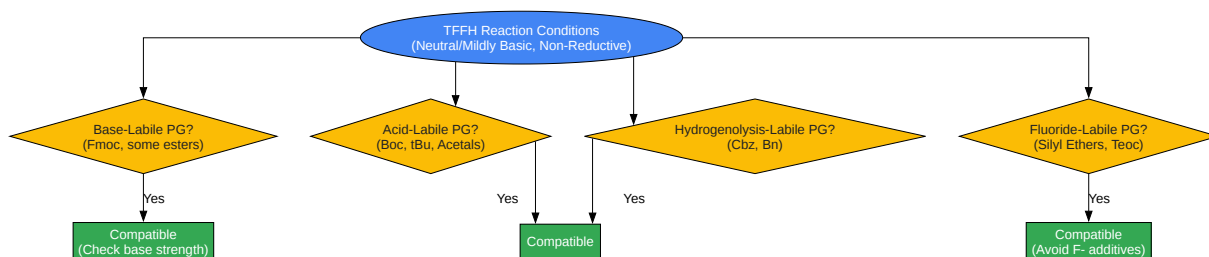 TFFH Reaction Conditions
(Neutral/Mildly Basic, Non-Reductive)
Base-Labile PG?
(Fmoc, some esters)
Acid-Labile PG?
(Boc, tBu, Acetals)
Hydrogenolysis-Labile PG?
(Cbz, Bn)
Fluoride-Labile PG?
(Silyl Ethers, Teoc)
Yes
Yes
Yes
Yes
Compatible
(Check base strength)
Compatible
Compatible
(Avoid F- additives)